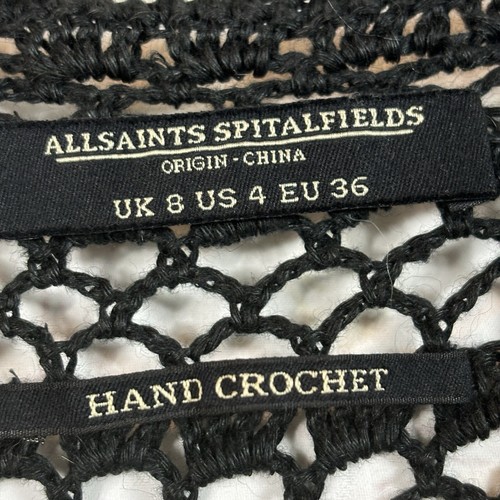 ALLSAINTS SPITALFIELDS
ORIGIN - CHINA
UK 8 US 4 EU 36
HAND CROCHET